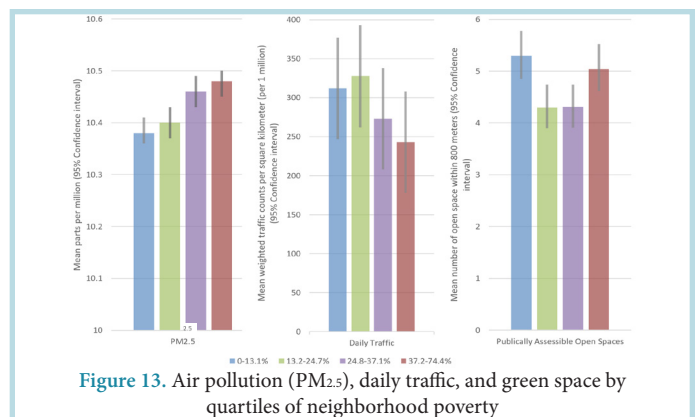 Mean parts per million (95% Confidence interval)
10.6
10.5
10.4
10.3
10.2
10.1
10
2.5
PM2.5
Mean weighted traffic counts per square kilometer (per 1 million)
(95% Confidence interval)
400
350
300
250
200
150
100
50
0
Daily Traffic
Mean number of open space within 800 meters (95% Confidence
interval)
6
5
4
3
2
1
0
Publically Assessible Open Spaces
0-13.1% 13.2-24.7% 24.8-37.1% 37.2-74.4%
Figure 13. Air pollution (PM2.5), daily traffic, and green space by
quartiles of neighborhood poverty